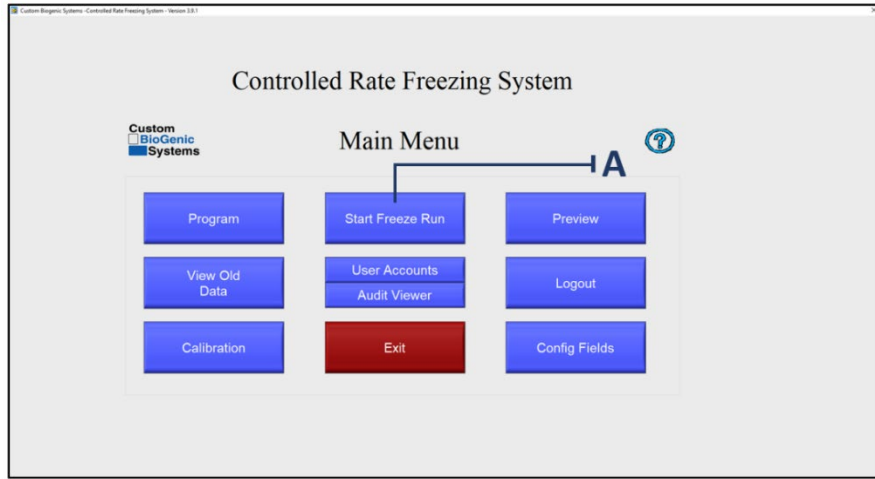 Custom Biogenic Systems -Controlled Rate Freezing System - Version 3.9.1
Controlled Rate Freezing System
Custom
BioGenic
Systems
Main Menu
?
A
Program
Start Freeze Run
Preview
View Old
Data
User Accounts
Audit Viewer
Logout
Calibration
Exit
Config Fields